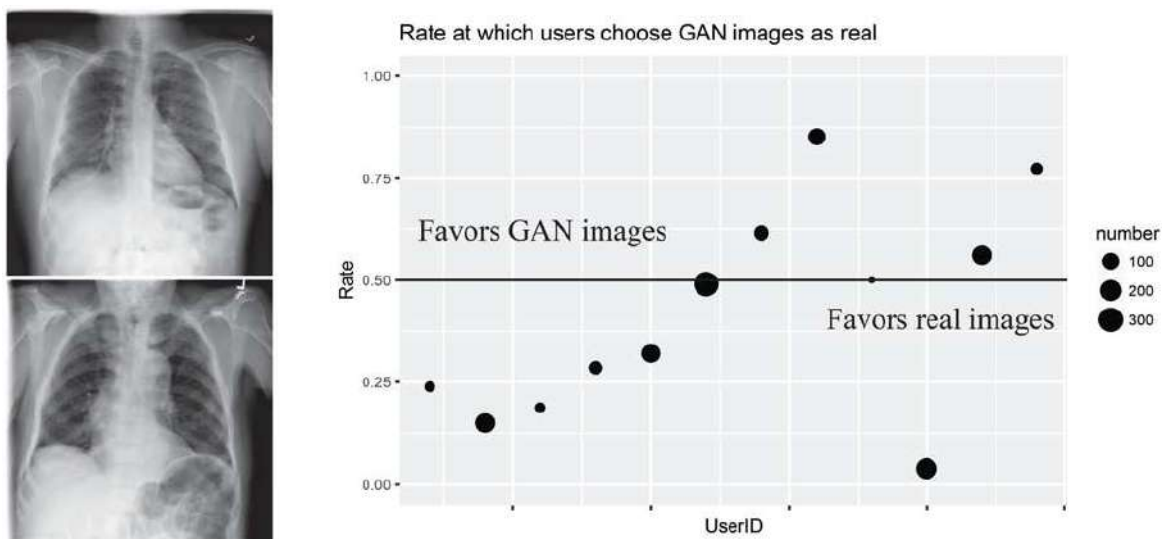 Rate at which users choose GAN images as real
1.00
0.75
Favors GAN images
0.50
Rate
Favors real images
0.25
0.00
UserID
number
100
200
300